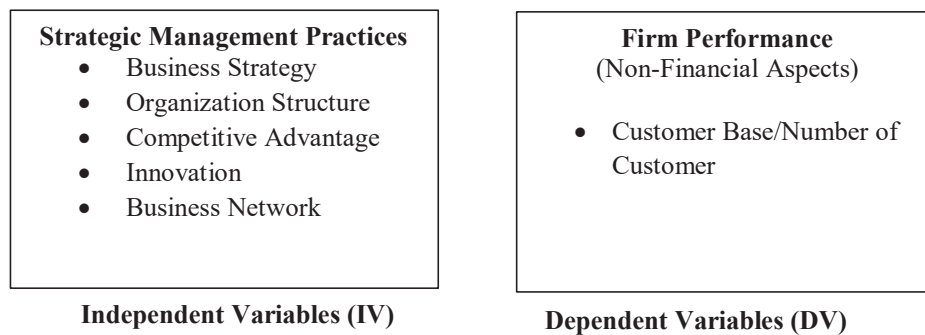 Strategic Management Practices
• Business Strategy
• Organization Structure
• Competitive Advantage
• Innovation
• Business Network
Independent Variables (IV)
Firm Performance
(Non-Financial Aspects)
• Customer Base/Number of
Customer
Dependent Variables (DV)